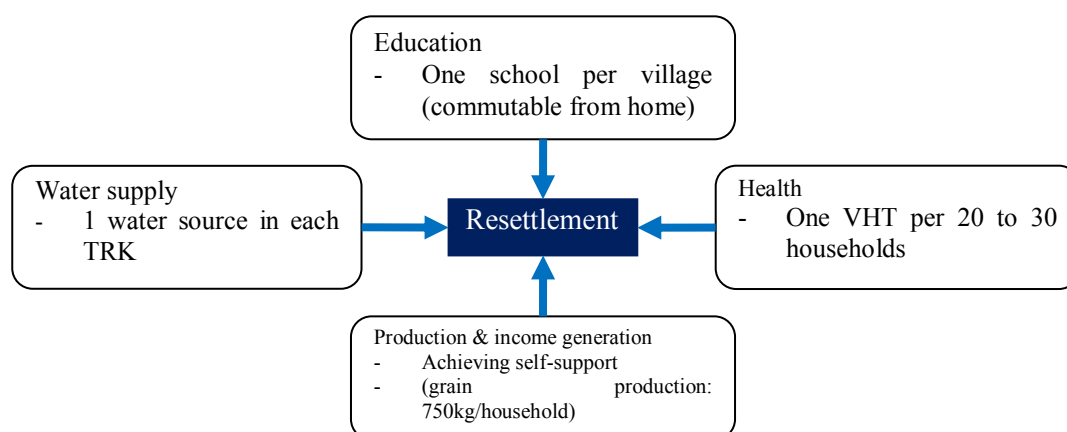 Education
- One school per village
(commutable from home)
Water supply
- 1 water source in each
TRK
Resettlement
Health
- One VHT per 20 to 30
households
Production & income generation
- Achieving self-support
- (grain production:
750kg/household)